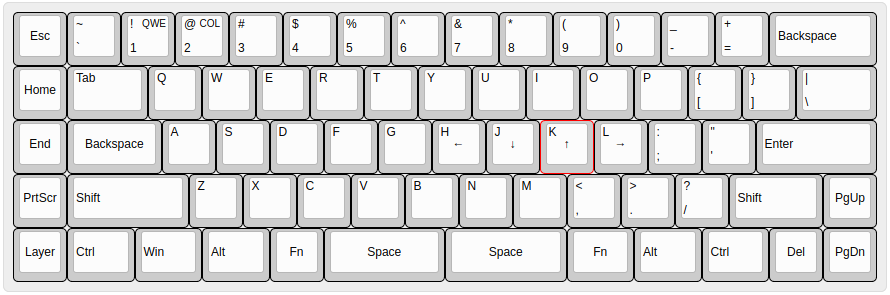 Esc ~ ! QWE @ COL # $ % ^ & * ( ) _ + Backspace
` 1 2 3 4 5 6 7 8 9 0 - =
Home Tab Q W E R T Y U I O P { } |
[ ] \
End Backspace A S D F G H ← J ↓ K ↑ L → : " Enter
; '
PrtScr Shift Z X C V B N M < > ? Shift PgUp
, . /
Layer Ctrl Win Alt Fn Space Space Fn Alt Ctrl Del PgDn